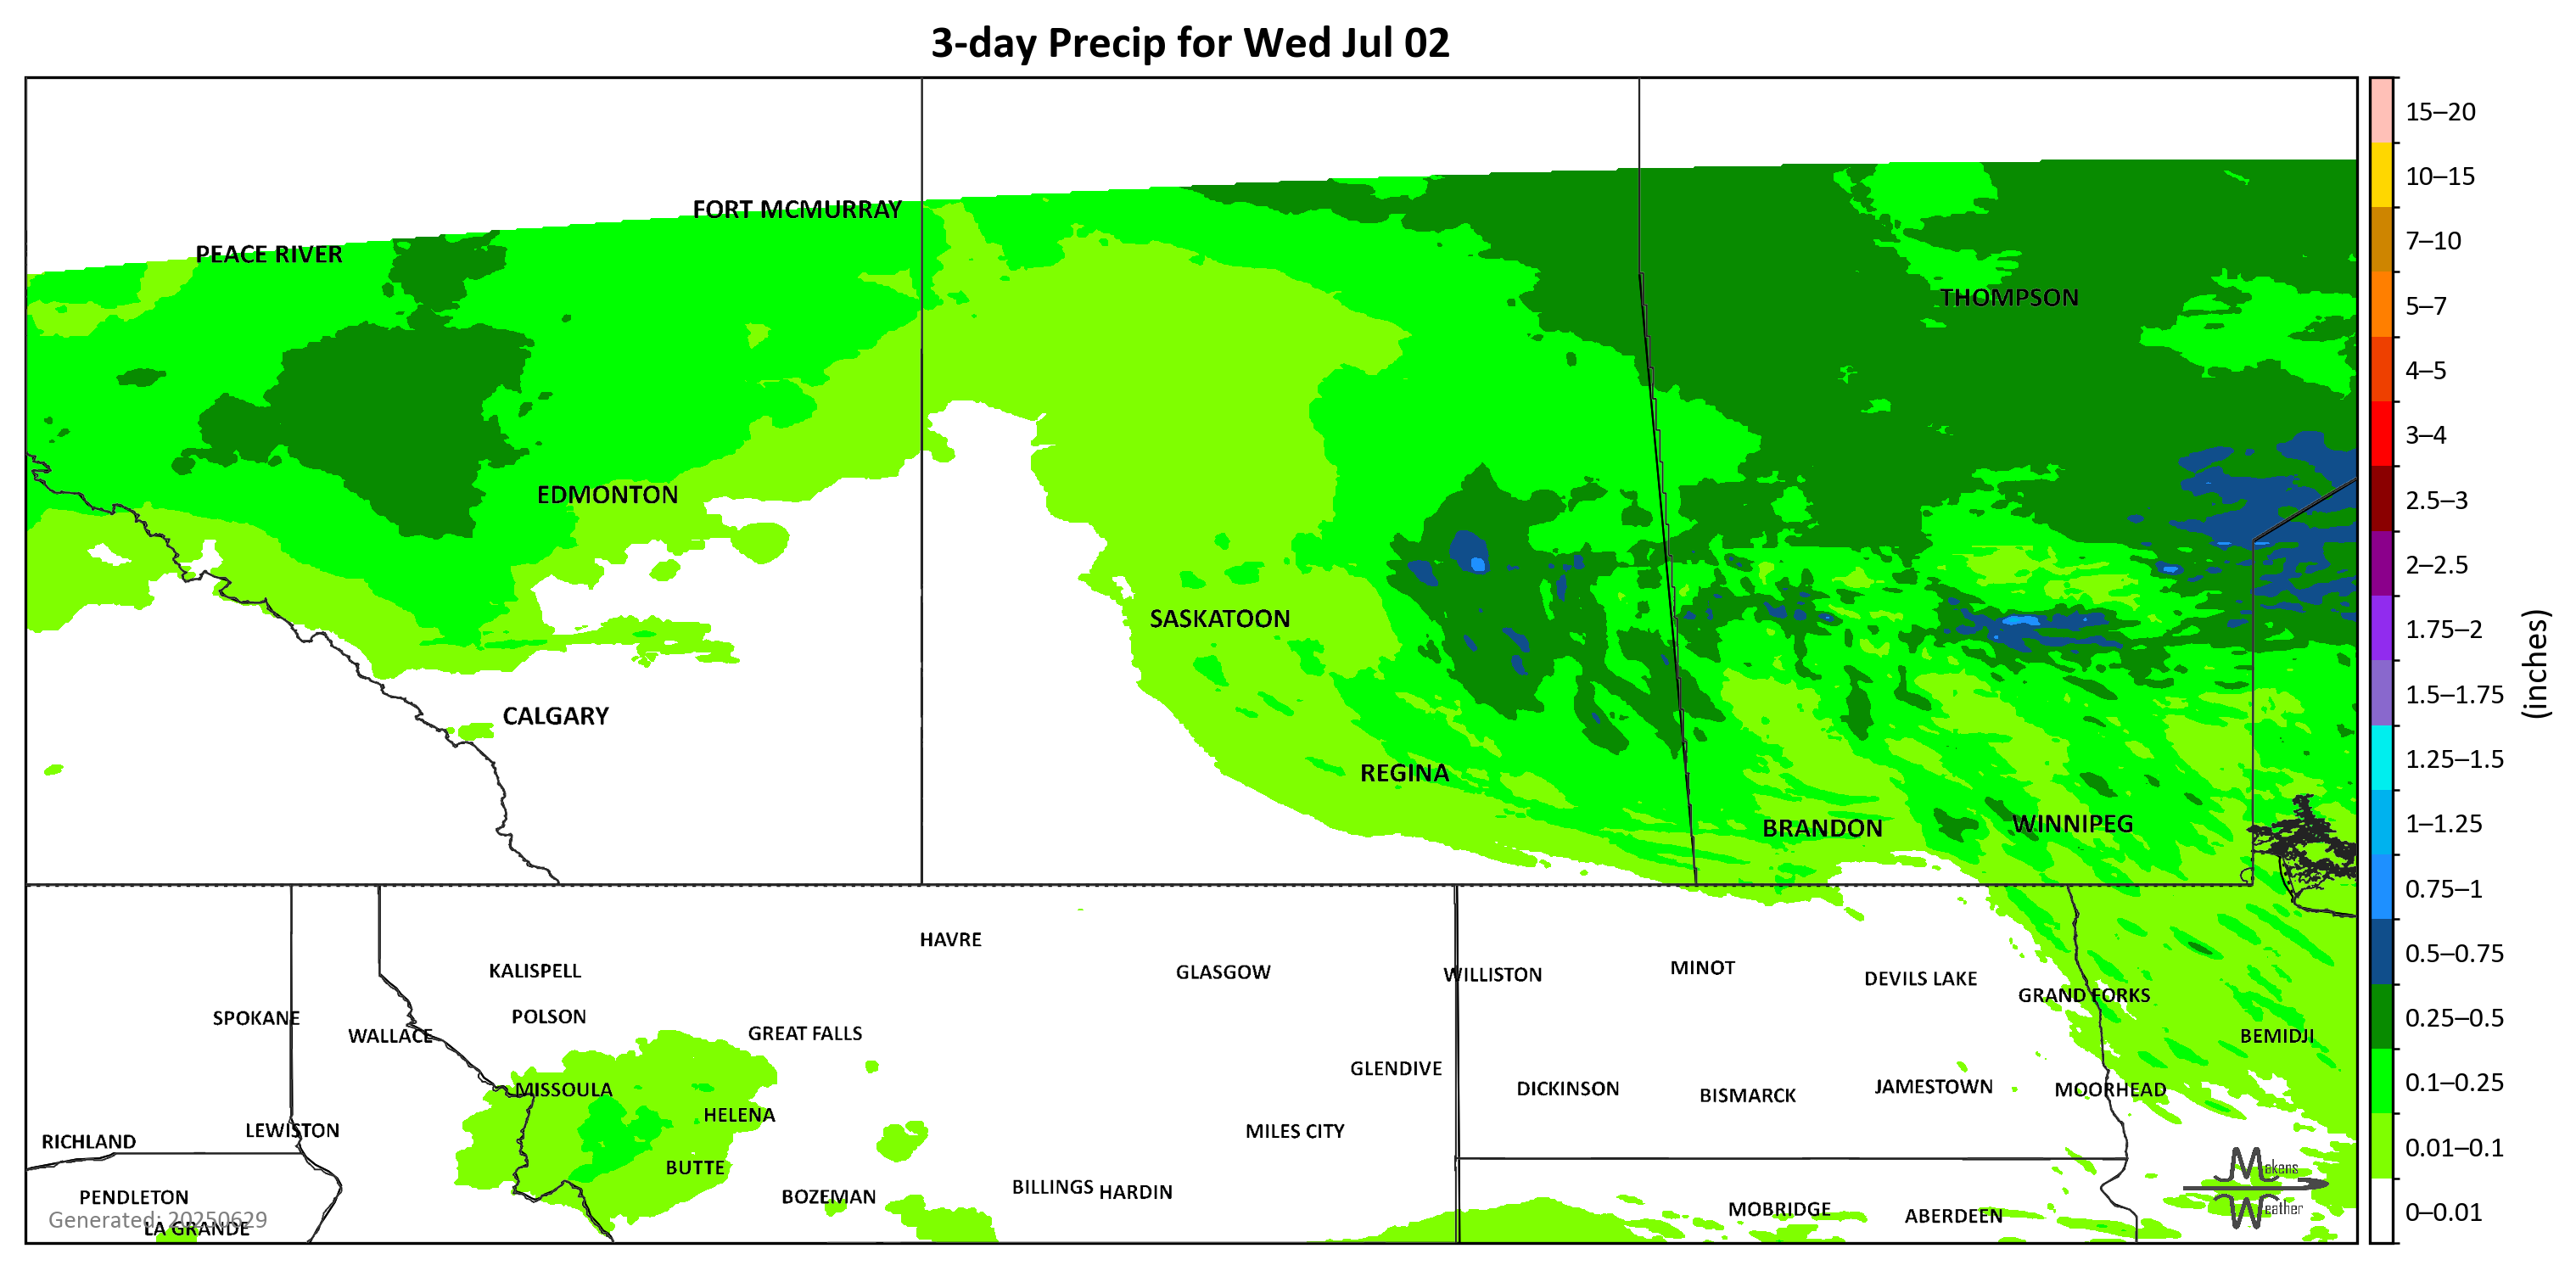 3-day Precip for Wed Jul 02
15–20
10–15
7–10
5–7
4–5
3–4
2.5–3
2–2.5
1.75–2
1.5–1.75
1.25–1.5
1–1.25
0.75–1
0.5–0.75
0.25–0.5
0.1–0.25
0.01–0.1
0–0.01
(inches)
FORT MCMURRAY
PEACE RIVER
THOMPSON
EDMONTON
SASKATOON
CALGARY
REGINA
BRANDON
WINNIPEG
HAVRE
KALISPELL
GLASGOW
WILLISTON
MINOT
DEVILS LAKE
GRAND FORKS
SPOKANE
POLSON
WALLACE
GREAT FALLS
BEMIDJI
GLENDIVE
MISSOULA
DICKINSON
BISMARCK
JAMESTOWN
MOORHEAD
HELENA
LEWISTON
RICHLAND
MILES CITY
BUTTE
PENDLETON
BOZEMAN
BILLINGS
HARDIN
MOBRIDGE
ABERDEEN
Generated: 20250629
LA GRANDE
Makens
Weather